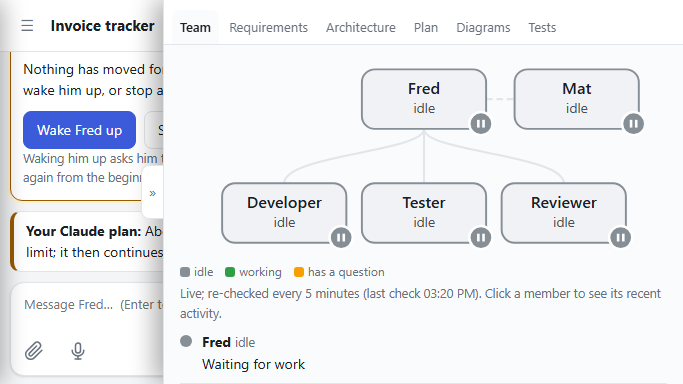 Invoice tracker
Nothing has moved for
wake him up, or stop a
Wake Fred up
Waking him up asks him
again from the begin
Your Claude plan:
limit; it then continues
Message Fred... (Enter to
»
Team Requirements Architecture Plan Diagrams Tests
Fred
idle
Mat
idle
Developer
idle
Tester
idle
Reviewer
idle
idle working has a question
Live; re-checked every 5 minutes (last check 03:20 PM). Click a member to see its recent
activity.
Fred idle
Waiting for work